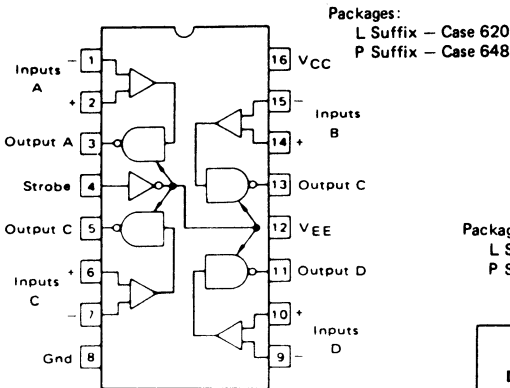 Packages:
L Suffix – Case 620
P Suffix – Case 648
1 –
Inputs
A
2 +
Output A 3
Strobe 4
Output C 5
6 +
Inputs
C
7 –
Gnd 8
16 VCC
15 –
Inputs
B
14 +
13 Output C
12 VEE
11 Output D
10 +
Inputs
D
9 –
Packag
L S
P S